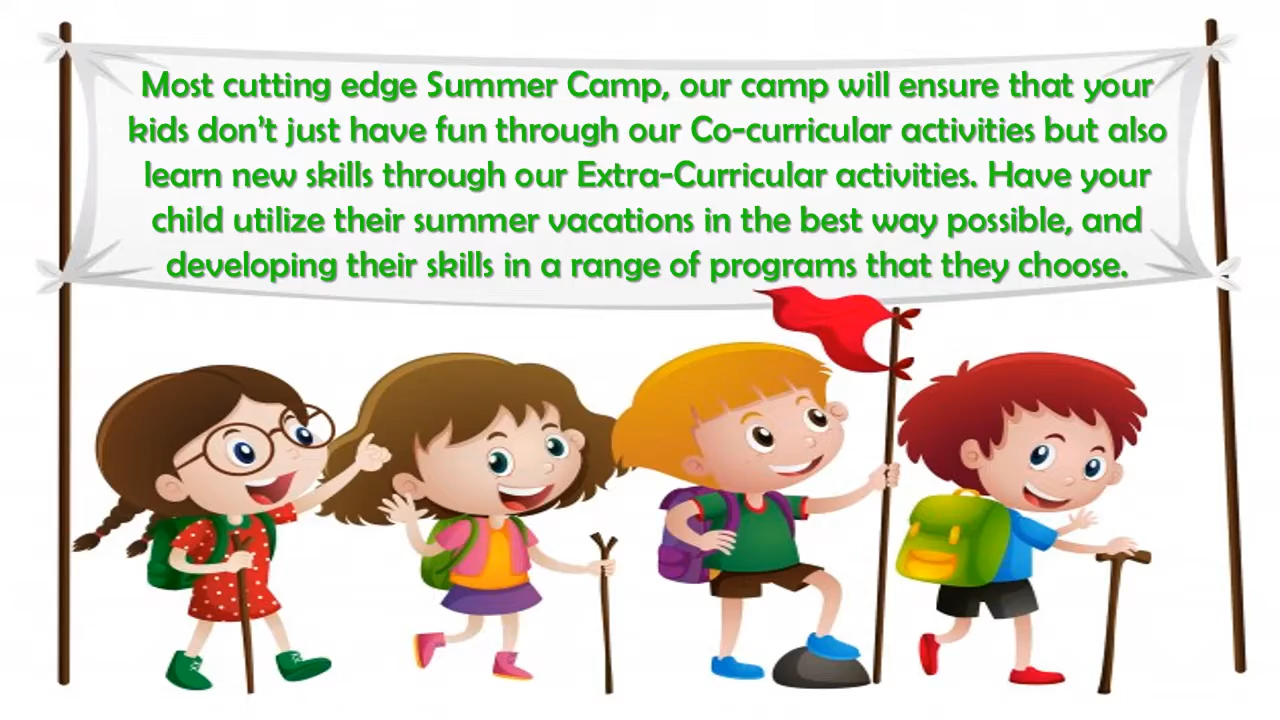 Most cutting edge Summer Camp, our camp will ensure that your
kids don't just have fun through our Co-curricular activities but also
learn new skills through our Extra-Curricular activities. Have your
child utilize their summer vacations in the best way possible, and
developing their skills in a range of programs that they choose.